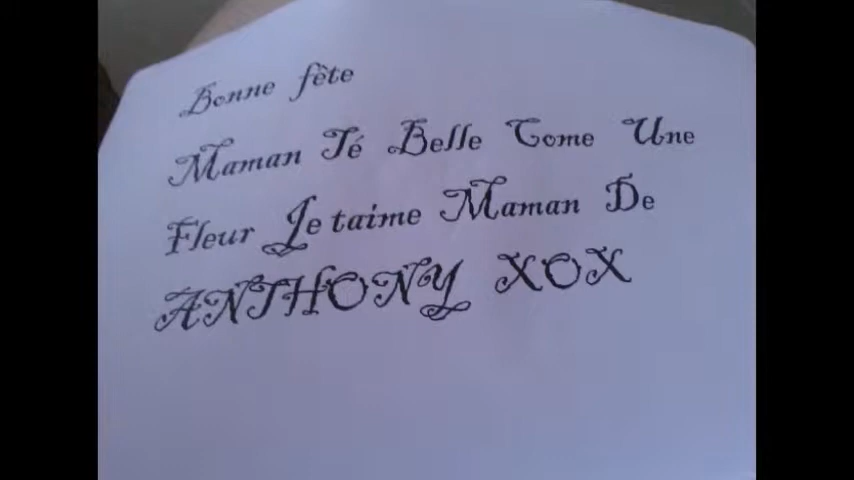 Bonne fête
Maman Té Belle Come Une
Fleur Je taime Maman De
ANTHONY XOX